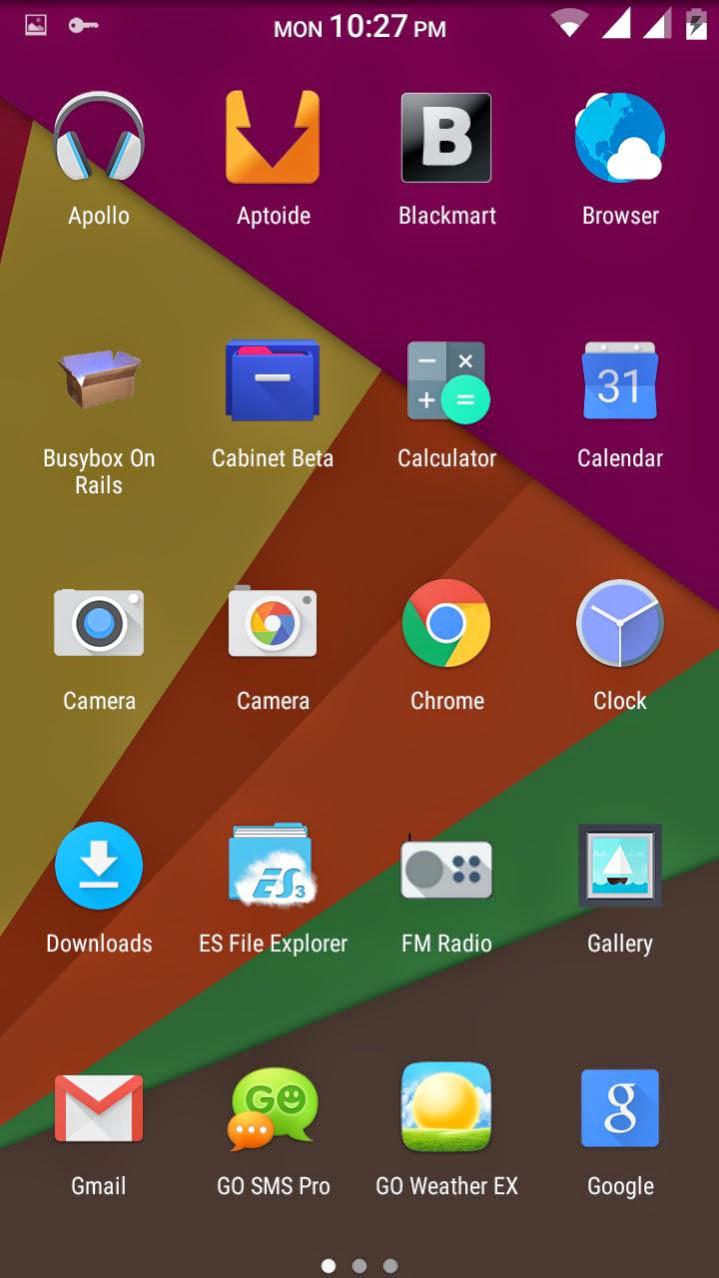 MON 10:27 PM
B
Apollo Aptoide Blackmart Browser
31
Busybox On Cabinet Beta Calculator Calendar
Rails
Camera Camera Chrome Clock
ES3
Downloads ES File Explorer FM Radio Gallery
GO
g
Gmail GO SMS Pro GO Weather EX Google